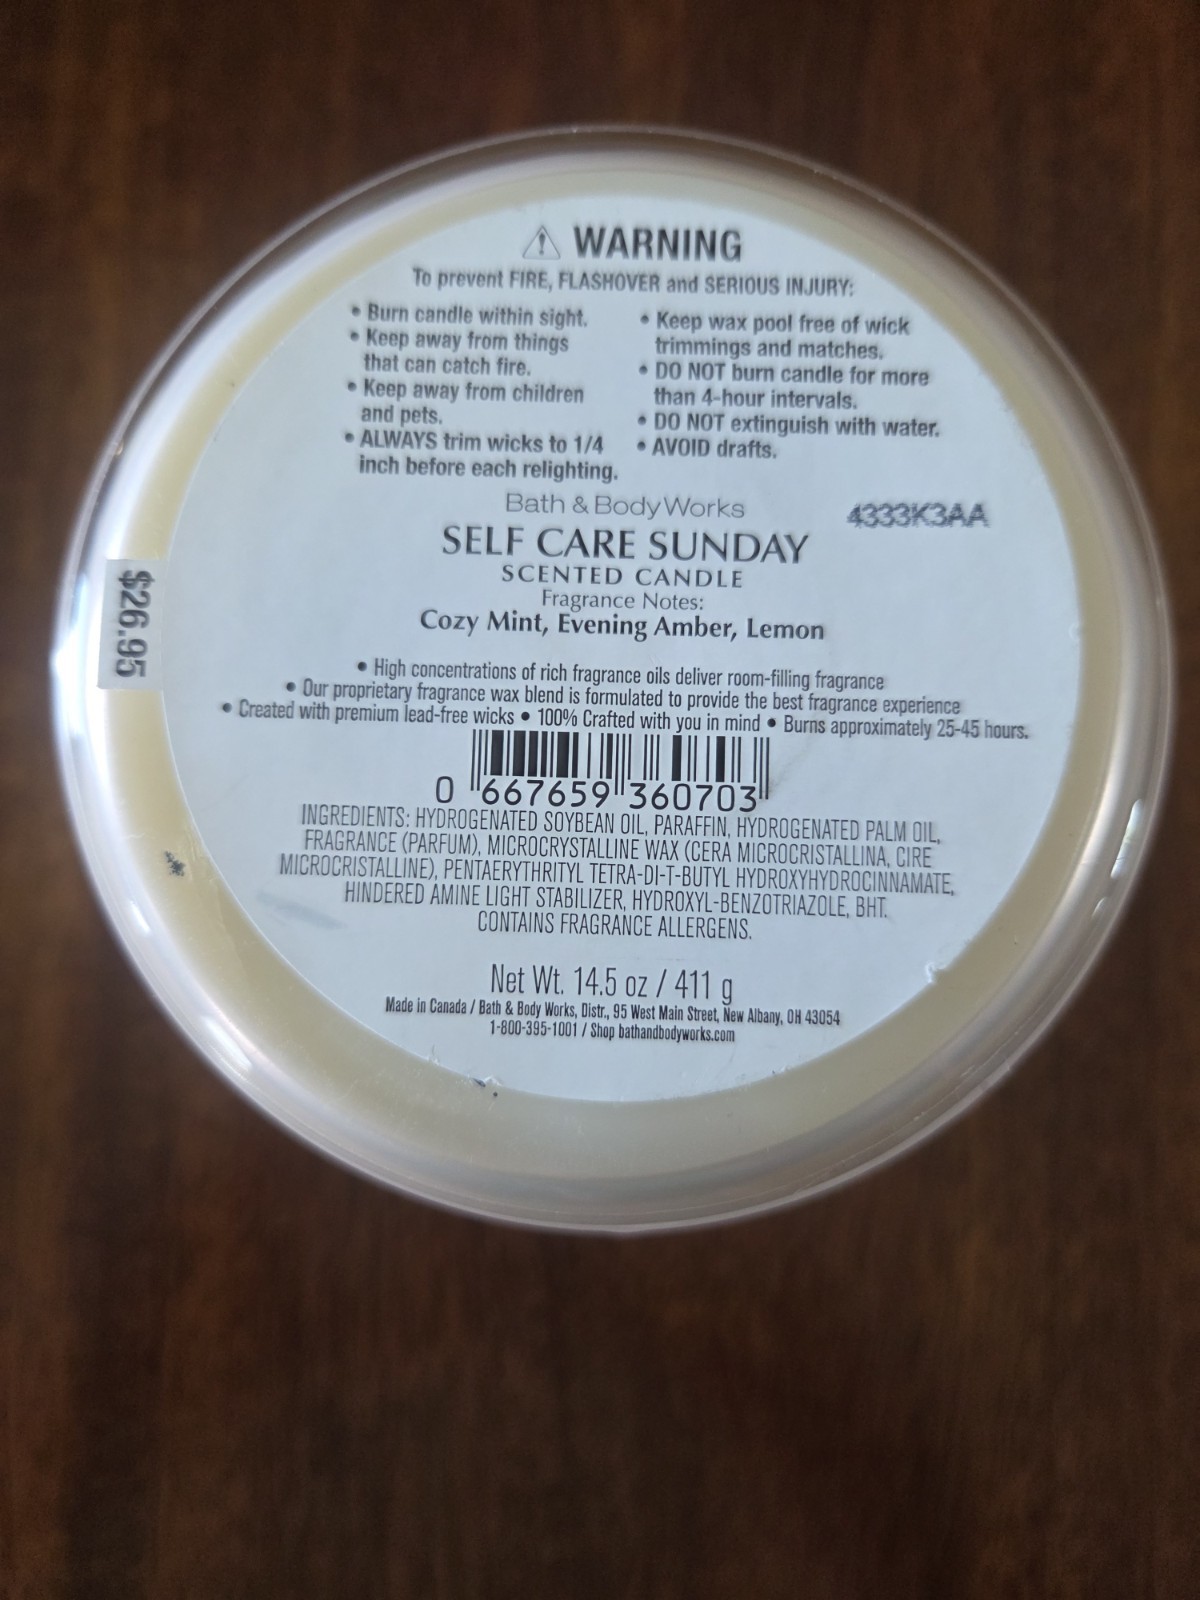 WARNING
To prevent FIRE, FLASHOVER and SERIOUS INJURY:
• Burn candle within sight.
• Keep away from things
that can catch fire.
• Keep away from children
and pets.
• ALWAYS trim wicks to 1/4
inch before each relighting.
• Keep wax pool free of wick
trimmings and matches.
• DO NOT burn candle for more
than 4-hour intervals.
• DO NOT extinguish with water.
• AVOID drafts.
Bath & Body Works
4333K3AA
SELF CARE SUNDAY
SCENTED CANDLE
Fragrance Notes:
Cozy Mint, Evening Amber, Lemon
$26.95
• High concentrations of rich fragrance oils deliver room-filling fragrance
• Our proprietary fragrance wax blend is formulated to provide the best fragrance experience
• Created with premium lead-free wicks • 100% Crafted with you in mind • Burns approximately 25-45 hours.
0 667659 360703
INGREDIENTS: HYDROGENATED SOYBEAN OIL, PARAFFIN, HYDROGENATED PALM OIL,
FRAGRANCE (PARFUM), MICROCRYSTALLINE WAX (CERA MICROCRISTALLINA, CIRE
MICROCRISTALLINE), PENTAERYTHRITYL TETRA-DI-T-BUTYL HYDROXYHYDROCINNAMATE,
HINDERED AMINE LIGHT STABILIZER, HYDROXYL-BENZOTRIAZOLE, BHT.
CONTAINS FRAGRANCE ALLERGENS.
Net Wt. 14.5 oz / 411 g
Made in Canada / Bath & Body Works, Distr., 95 West Main Street, New Albany, OH 43054
1-800-395-1001 / Shop bathandbodyworks.com